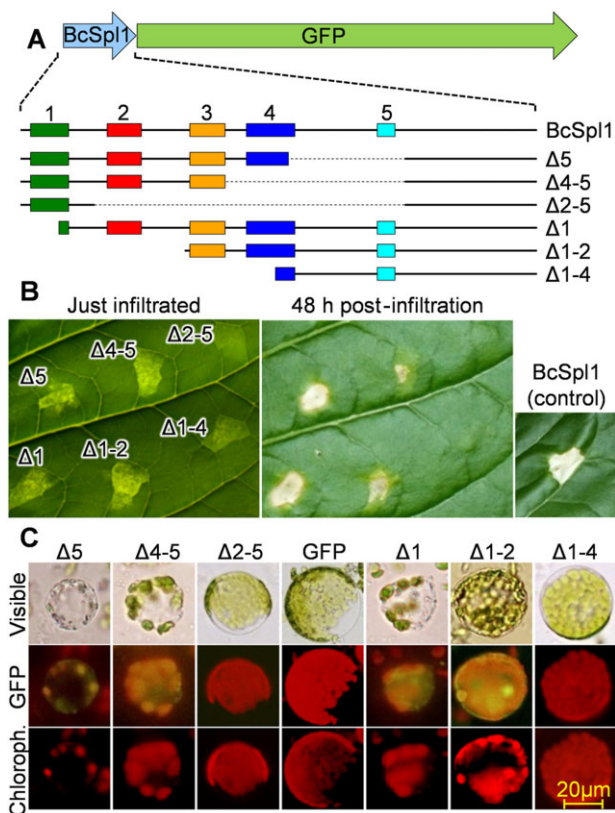 A
BcSpl1 GFP
1 2 3 4 5
BcSpl1
Δ5
Δ4-5
Δ2-5
Δ1
Δ1-2
Δ1-4
B
Just infiltrated 48 h post-infiltration
Δ2-5
Δ4-5
Δ5
BcSpl1
(control)
Δ1-4
Δ1-2
Δ1
C
Δ5 Δ4-5 Δ2-5 GFP Δ1 Δ1-2 Δ1-4
Visible
GFP
Chloroph.
20μm